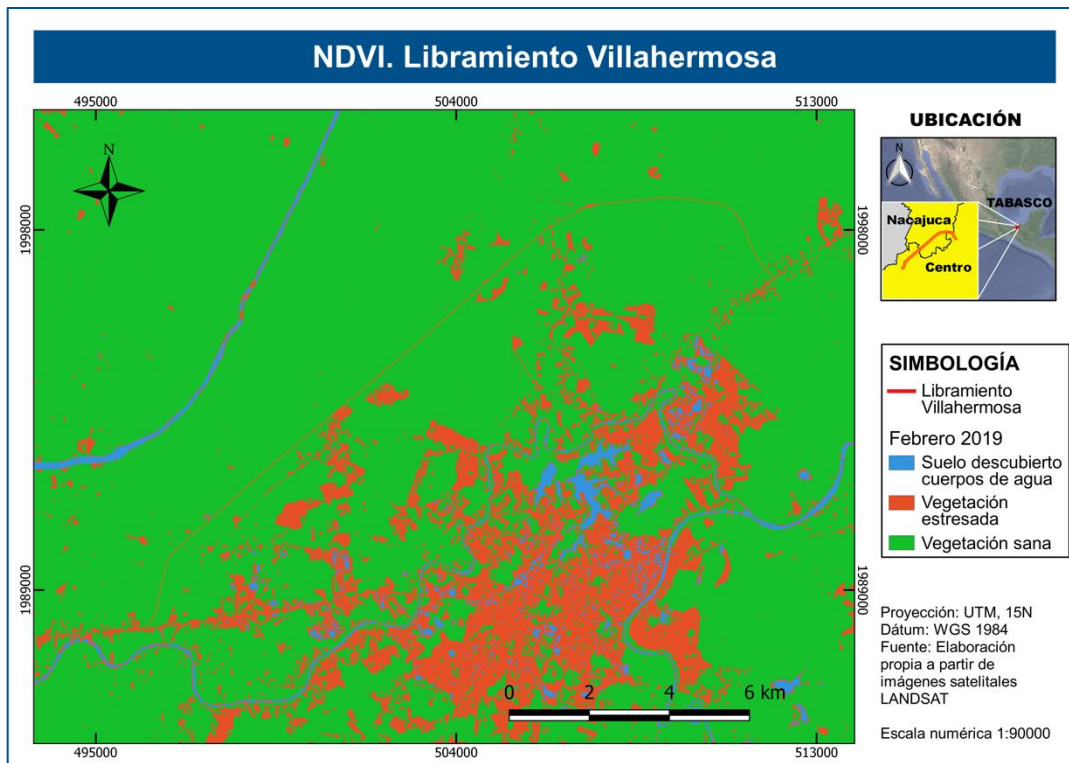 NDVI. Libramiento Villahermosa
495000
504000
513000
N
1998000
1998000
1989000
1989000
0 2 4 6 km
495000
504000
513000
UBICACIÓN
N
TABASCO
Nacajuca
Centro
SIMBOLOGÍA
Libramiento
Villahermosa
Febrero 2019
Suelo descubierto
cuerpos de agua
Vegetación
estresada
Vegetación sana
Proyección: UTM, 15N
Dátum: WGS 1984
Fuente: Elaboración
propia a partir de
imágenes satelitales
LANDSAT
Escala numérica 1:90000